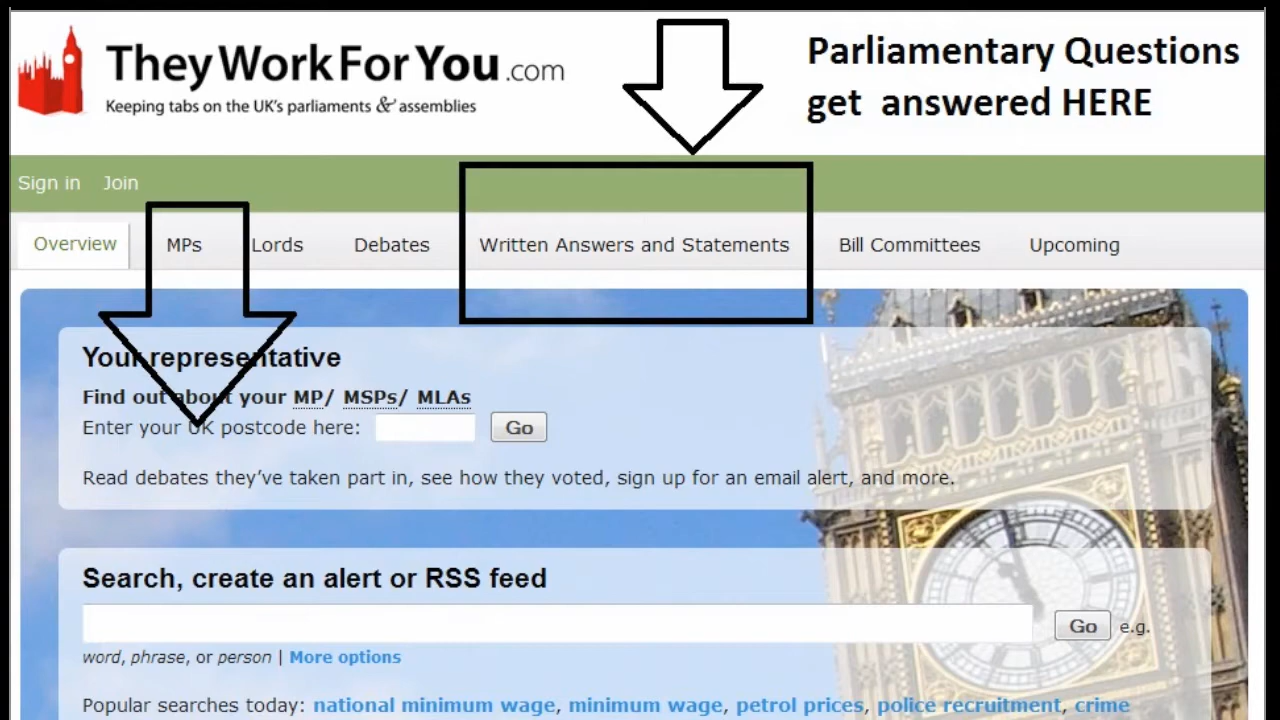 TheyWorkForYou.com
Keeping tabs on the UK's parliaments & assemblies
Parliamentary Questions
get answered HERE
Sign in Join
Overview MPs Lords Debates Written Answers and Statements Bill Committees Upcoming
Your representative
Find out about your MP/ MSPs/ MLAs
Enter your UK postcode here: Go
Read debates they've taken part in, see how they voted, sign up for an email alert, and more.
Search, create an alert or RSS feed
Go e.g.
word, phrase, or person | More options
Popular searches today: national minimum wage, minimum wage, petrol prices, police recruitment, crime